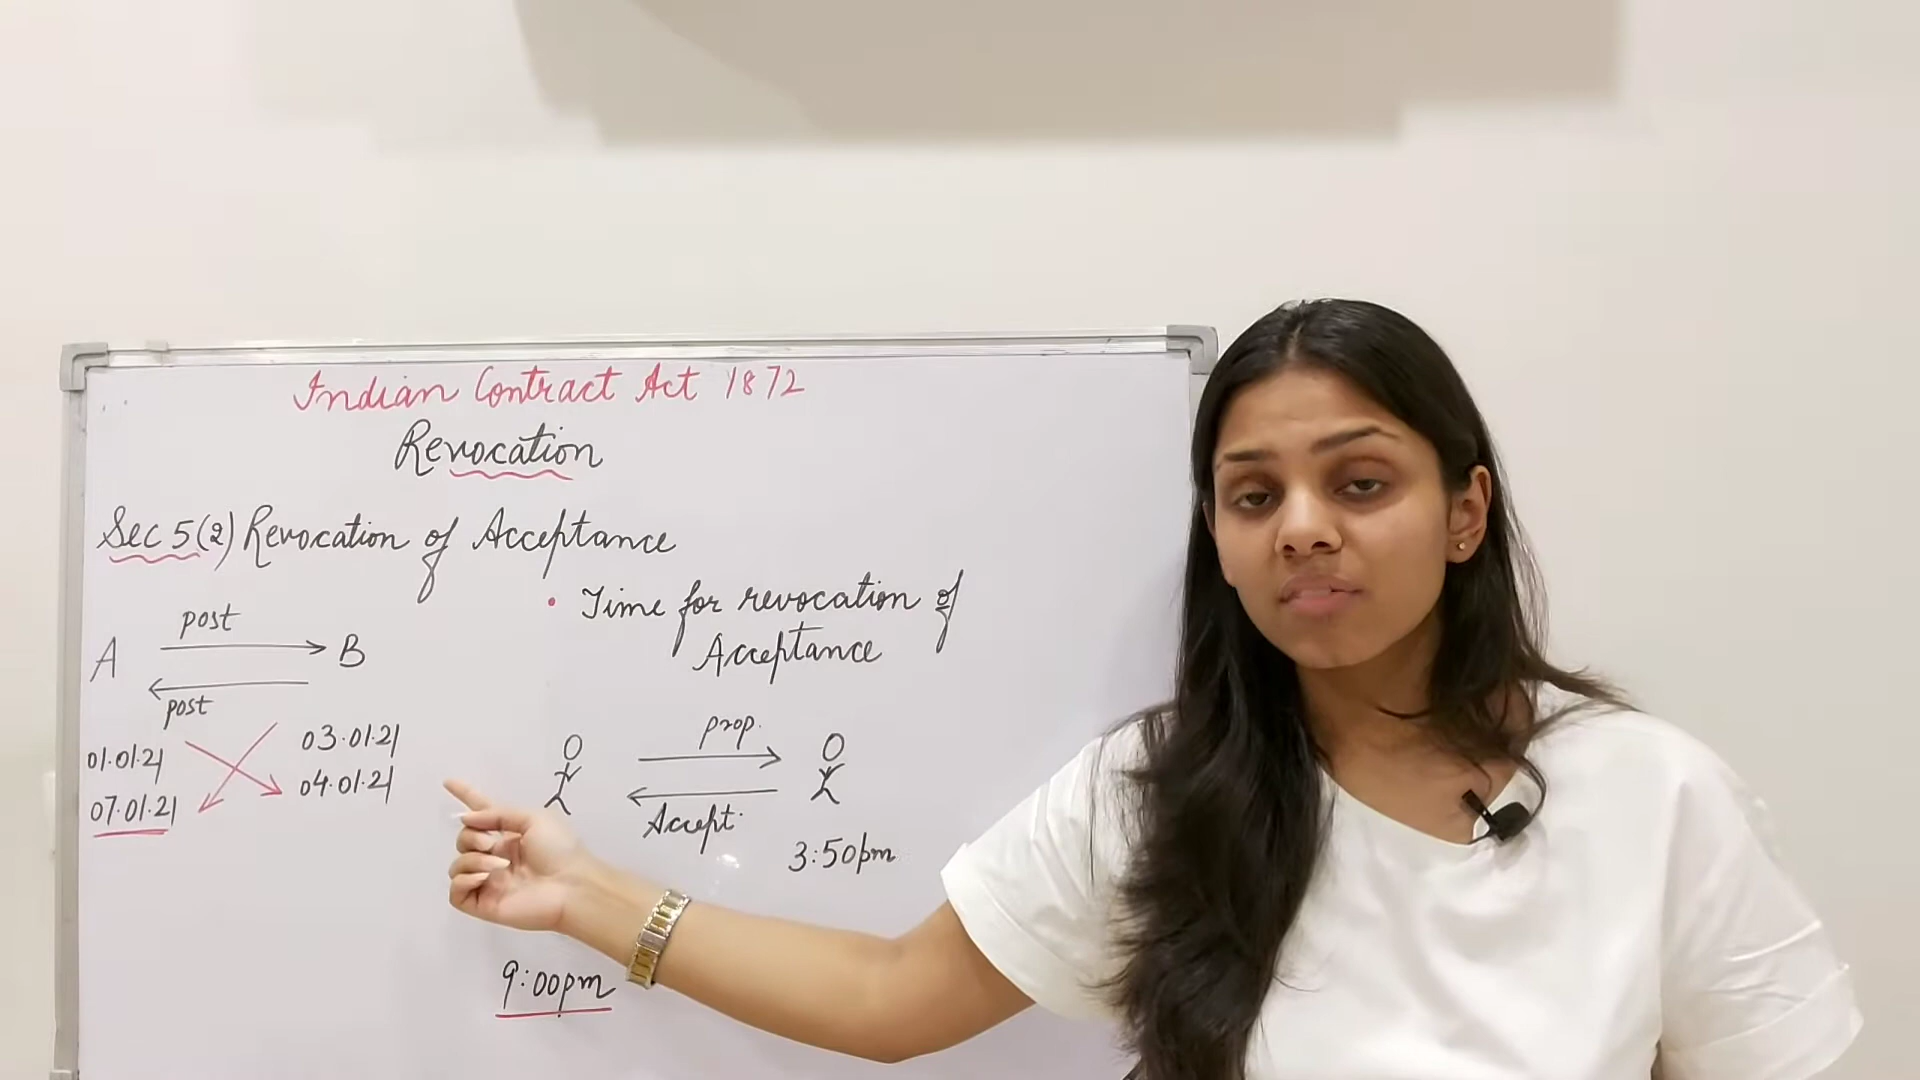 Indian Contract Act 1872
Revocation
Sec 5(2) Revocation of Acceptance
post
A B
post
01.01.21
07.01.21
03.01.21
04.01.21
• Time for revocation of
Acceptance
prop.
Accept.
3:50pm
9:00pm